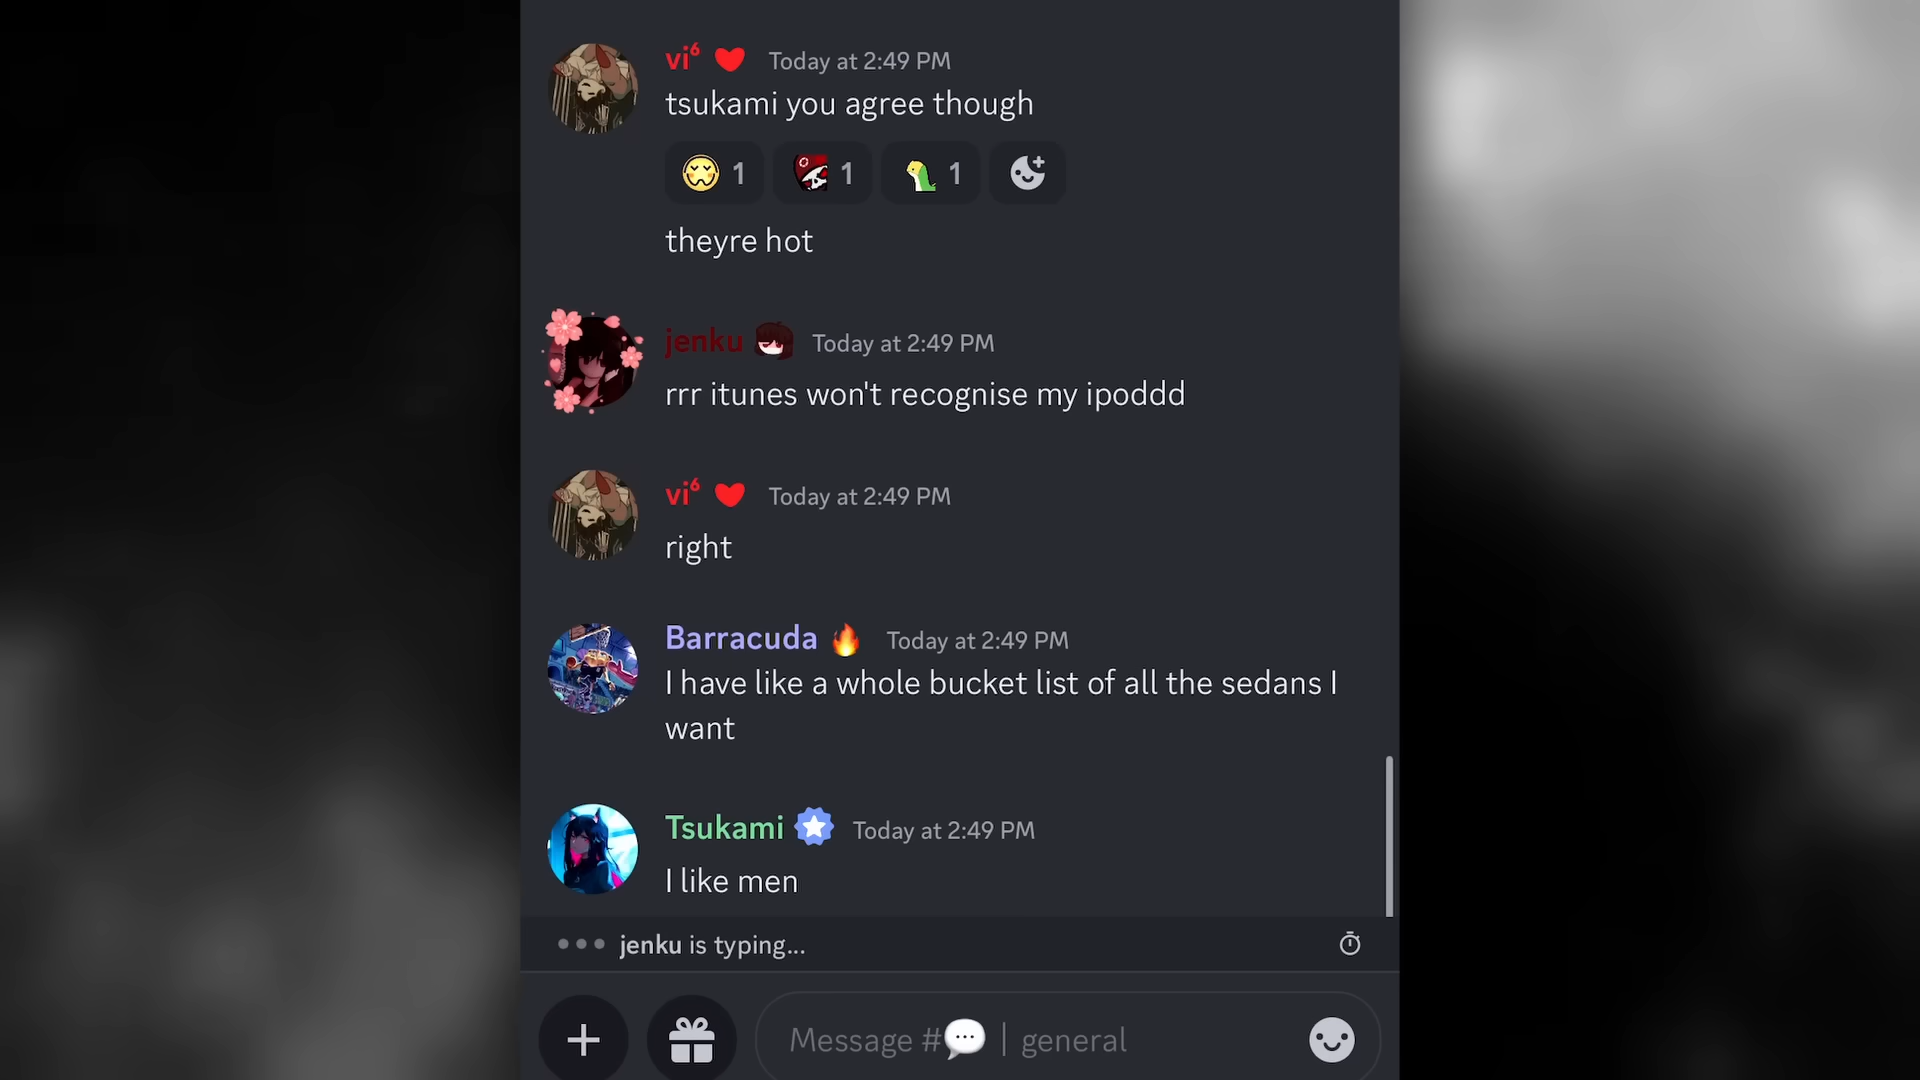 vi⁶ ❤️ Today at 2:49 PM
tsukami you agree though
1 1 1
theyre hot
jenku Today at 2:49 PM
rrr itunes won't recognise my ipoddd
vi⁶ ❤️ Today at 2:49 PM
right
Barracuda 🔥 Today at 2:49 PM
I have like a whole bucket list of all the sedans I
want
Tsukami Today at 2:49 PM
I like men
jenku is typing...
Message #💬 | general